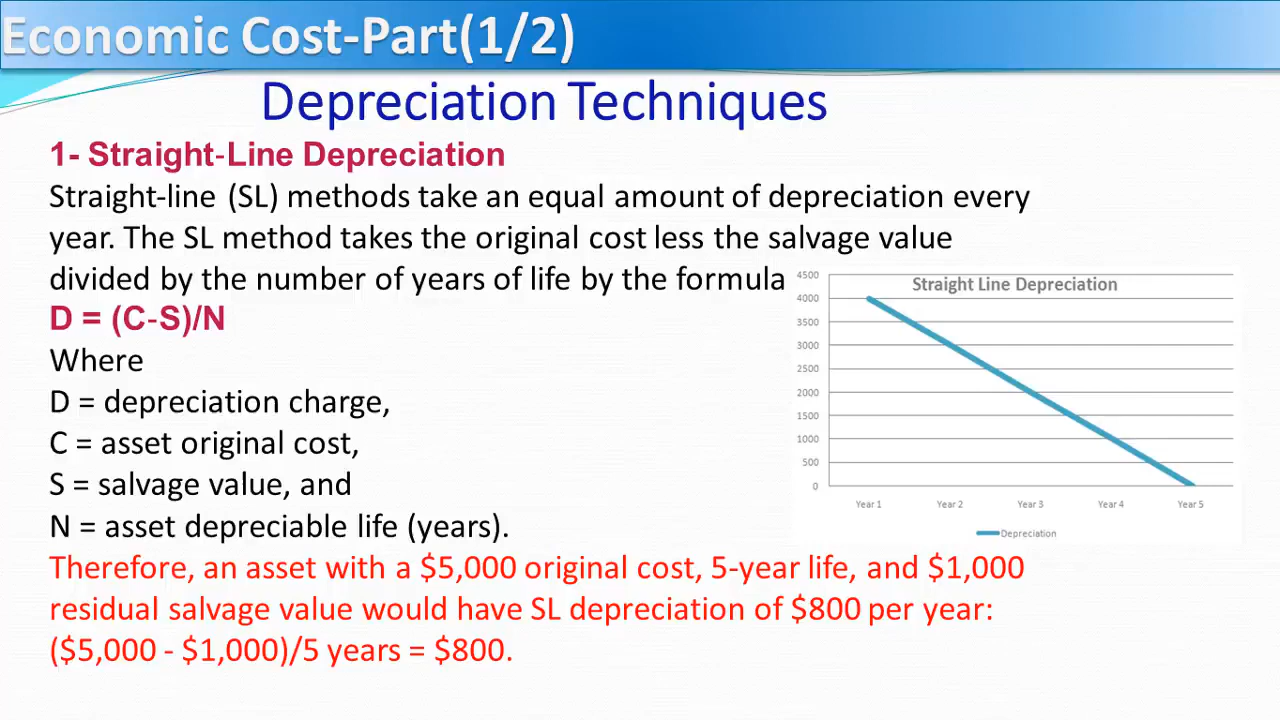 Economic Cost-Part(1/2)
Depreciation Techniques
1- Straight-Line Depreciation
Straight-line (SL) methods take an equal amount of depreciation every
year. The SL method takes the original cost less the salvage value
divided by the number of years of life by the formula
D = (C-S)/N
Where
D = depreciation charge,
C = asset original cost,
S = salvage value, and
N = asset depreciable life (years).
Therefore, an asset with a $5,000 original cost, 5-year life, and $1,000
residual salvage value would have SL depreciation of $800 per year:
($5,000 - $1,000)/5 years = $800.
Straight Line Depreciation
4500
4000
3500
3000
2500
2000
1500
1000
500
0
Year 1 Year 2 Year 3 Year 4 Year 5
Depreciation